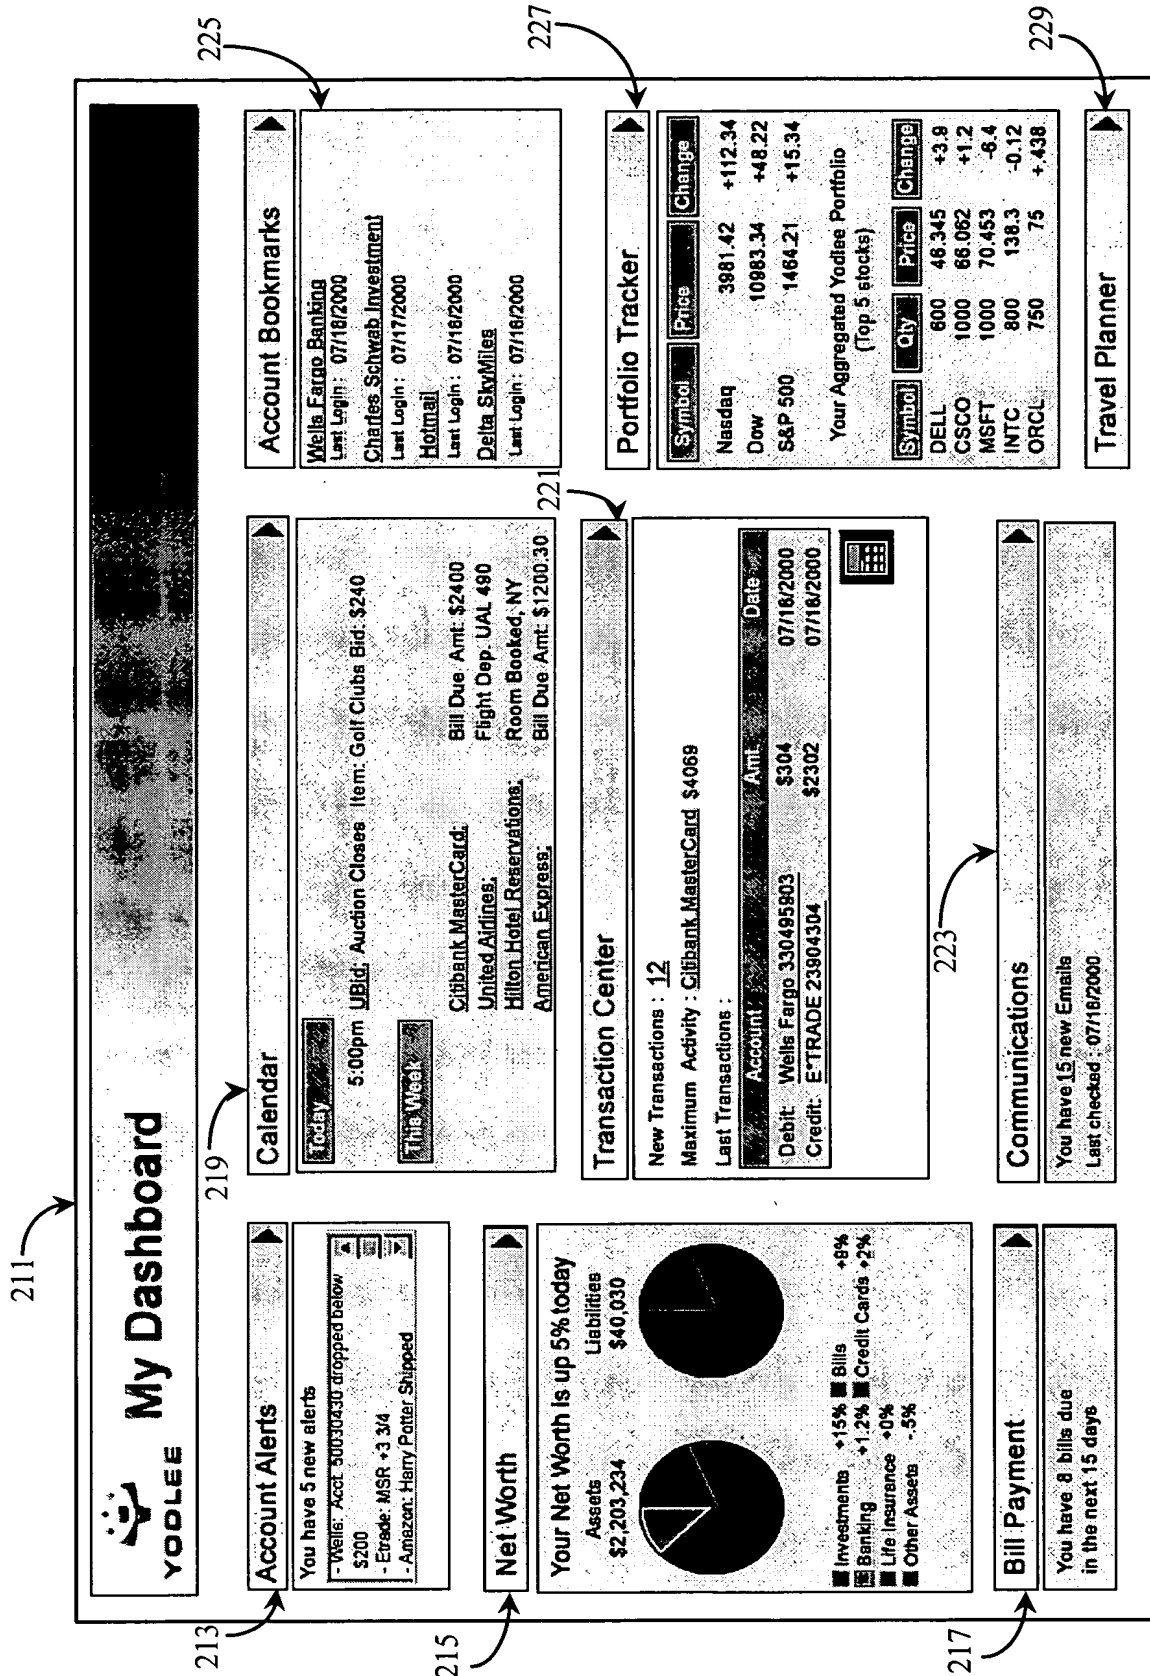 211
YODLEE
My Dashboard
213
Account Alerts
You have 5 new alerts
- Wells: Acct. 50030430 dropped below
$200
- Etrade: MSR +3 3/4
- Amazon: Harry Potter Shipped
215
Net Worth
Your Net Worth is up 5% today
Assets Liabilities
$2,203,234 $40,030
Investments +15% Bills +8%
Banking +1.2% Credit Cards +2%
Life Insurance +0%
Other Assets -.5%
217
Bill Payment
You have 8 bills due
in the next 15 days
219
Calendar
Today
5:00pm UBid: Auction Closes Item: Golf Clubs Bid: $240
This Week
Citibank MasterCard: Bill Due Amt: $2400
United Airlines: Flight Dep. UAL 490
Hilton Hotel Reservations: Room Booked, NY
American Express: Bill Due Amt: $1200.30
221
Transaction Center
New Transactions : 12
Maximum Activity : Citibank MasterCard $4069
Last Transactions :
Account Amt Date
Debit: Wells Fargo 330495903 $304 07/18/2000
Credit: E*TRADE 23904304 $2302 07/18/2000
223
Communications
You have 15 new Emails
Last checked : 07/18/2000
225
Account Bookmarks
Wells Fargo Banking
Last Login : 07/18/2000
Charles Schwab Investment
Last Login : 07/17/2000
Hotmail
Last Login : 07/18/2000
Delta SkyMiles
Last Login : 07/16/2000
227
Portfolio Tracker
Symbol Price Change
Nasdaq 3981.42 +112.34
Dow 10983.34 +48.22
S&P 500 1464.21 +15.34
Your Aggregated Yodlee Portfolio
(Top 5 stocks)
Symbol Qty Price Change
DELL 600 46.345 +3.9
CSCO 1000 66.062 +1.2
MSFT 1000 70.453 -6.4
INTC 800 138.3 -0.12
ORCL 750 75 +.438
229
Travel Planner